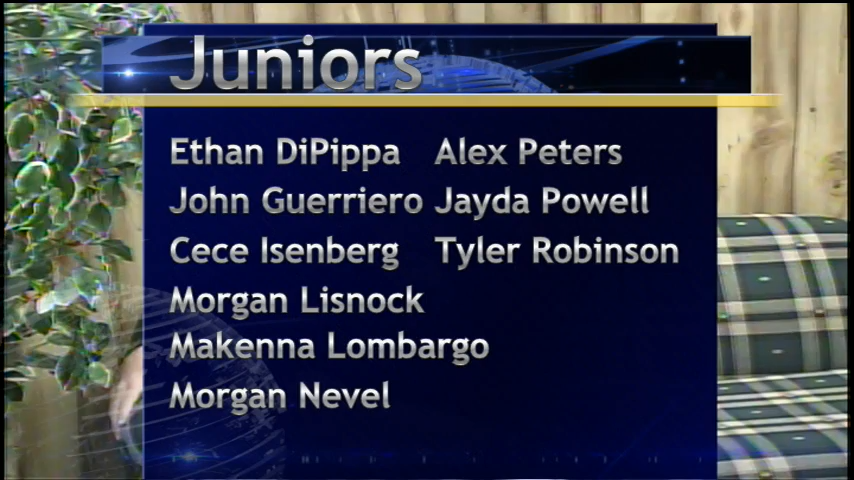 Juniors
Ethan DiPippa
John Guerriero
Cece Isenberg
Morgan Lisnock
Makenna Lombargo
Morgan Nevel
Alex Peters
Jayda Powell
Tyler Robinson